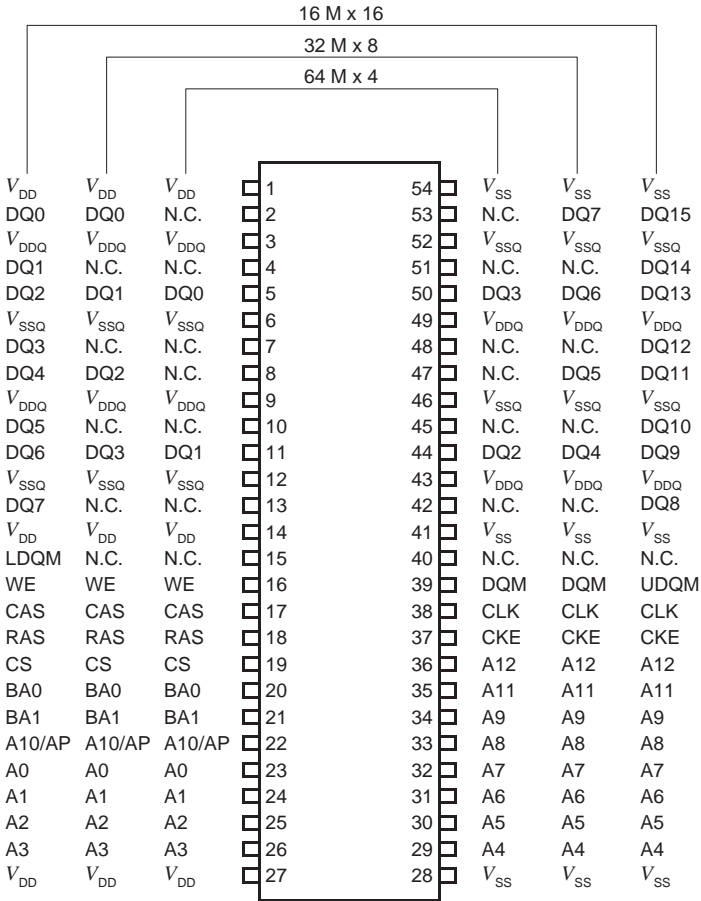 16 M x 16
32 M x 8
64 M x 4
VDD VDD VDD 1 54 VSS VSS VSS
DQ0 DQ0 N.C. 2 53 N.C. DQ7 DQ15
VDDQ VDDQ VDDQ 3 52 VSSQ VSSQ VSSQ
DQ1 N.C. N.C. 4 51 N.C. N.C. DQ14
DQ2 DQ1 DQ0 5 50 DQ3 DQ6 DQ13
VSSQ VSSQ VSSQ 6 49 VDDQ VDDQ VDDQ
DQ3 N.C. N.C. 7 48 N.C. N.C. DQ12
DQ4 DQ2 N.C. 8 47 N.C. DQ5 DQ11
VDDQ VDDQ VDDQ 9 46 VSSQ VSSQ VSSQ
DQ5 N.C. N.C. 10 45 N.C. N.C. DQ10
DQ6 DQ3 DQ1 11 44 DQ2 DQ4 DQ9
VSSQ VSSQ VSSQ 12 43 VDDQ VDDQ VDDQ
DQ7 N.C. N.C. 13 42 N.C. N.C. DQ8
VDD VDD VDD 14 41 VSS VSS VSS
LDQM N.C. N.C. 15 40 N.C. N.C. N.C.
WE WE WE 16 39 DQM DQM UDQM
CAS CAS CAS 17 38 CLK CLK CLK
RAS RAS RAS 18 37 CKE CKE CKE
CS CS CS 19 36 A12 A12 A12
BA0 BA0 BA0 20 35 A11 A11 A11
BA1 BA1 BA1 21 34 A9 A9 A9
A10/AP A10/AP A10/AP 22 33 A8 A8 A8
A0 A0 A0 23 32 A7 A7 A7
A1 A1 A1 24 31 A6 A6 A6
A2 A2 A2 25 30 A5 A5 A5
A3 A3 A3 26 29 A4 A4 A4
VDD VDD VDD 27 28 VSS VSS VSS